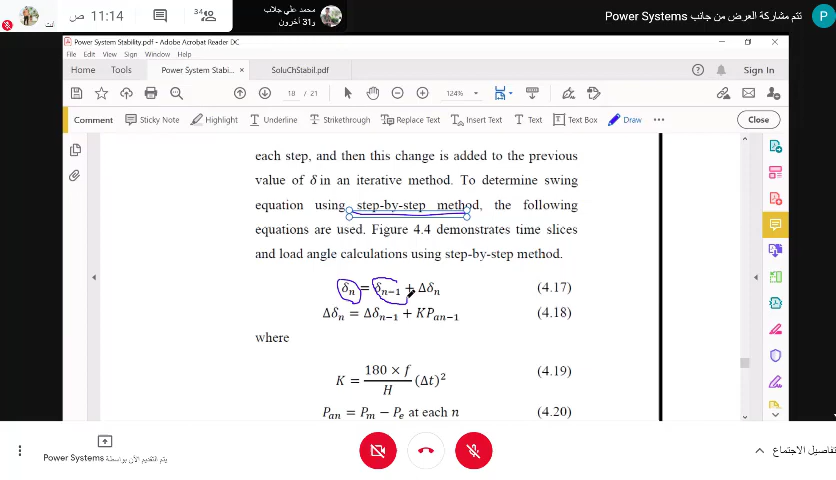 ص 11:14
34
محمد علي جلاب
و31 آخرون
تتم مشاركة العرض من جانب Power Systems
P
أنت
Power System Stability.pdf - Adobe Acrobat Reader DC
File Edit View Sign Window Help
Home Tools Power System Stabi... × SoluChStabil.pdf Sign In
18 / 21 124%
Comment Sticky Note Highlight Underline Strikethrough Replace Text Insert Text Text Text Box Draw ••• Close
each step, and then this change is added to the previous
value of δ in an iterative method. To determine swing
equation using step-by-step method, the following
equations are used. Figure 4.4 demonstrates time slices
and load angle calculations using step-by-step method.
δn = δn−1 + Δδn (4.17)
Δδn = Δδn−1 + KPan−1 (4.18)
where
K = 180 × f / H (Δt)² (4.19)
Pan = Pm − Pe at each n (4.20)
يتم التقديم الآن بواسطة Power Systems
تفاصيل الاجتماع